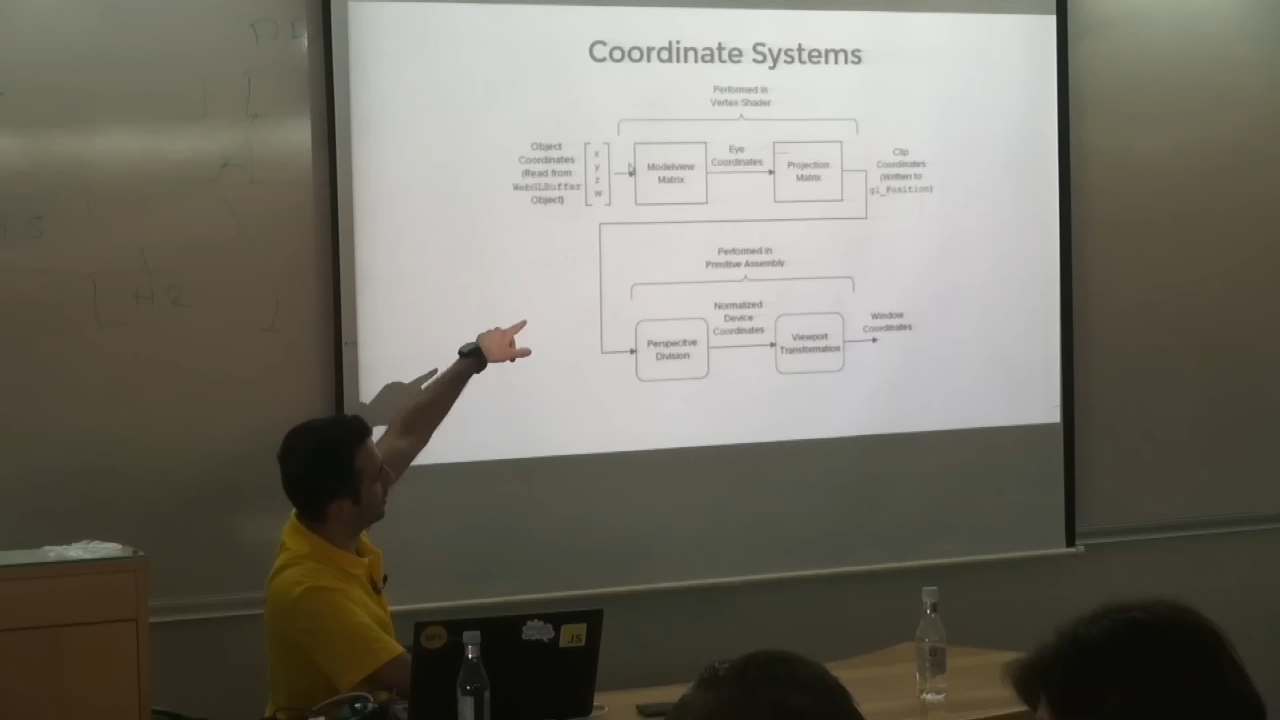 Coordinate Systems
Performed in
Vertex Shader
Object
Coordinates
(Read from
WebGLBuffer
Object)
x
y
z
w
Modelview
Matrix
Eye
Coordinates
Projection
Matrix
Clip
Coordinates
(Written to
gl_Position)
Performed in
Primitive Assembly
Perspecitve
Division
Normalized
Device
Coordinates
Viewport
Transformation
Window
Coordinates
JS